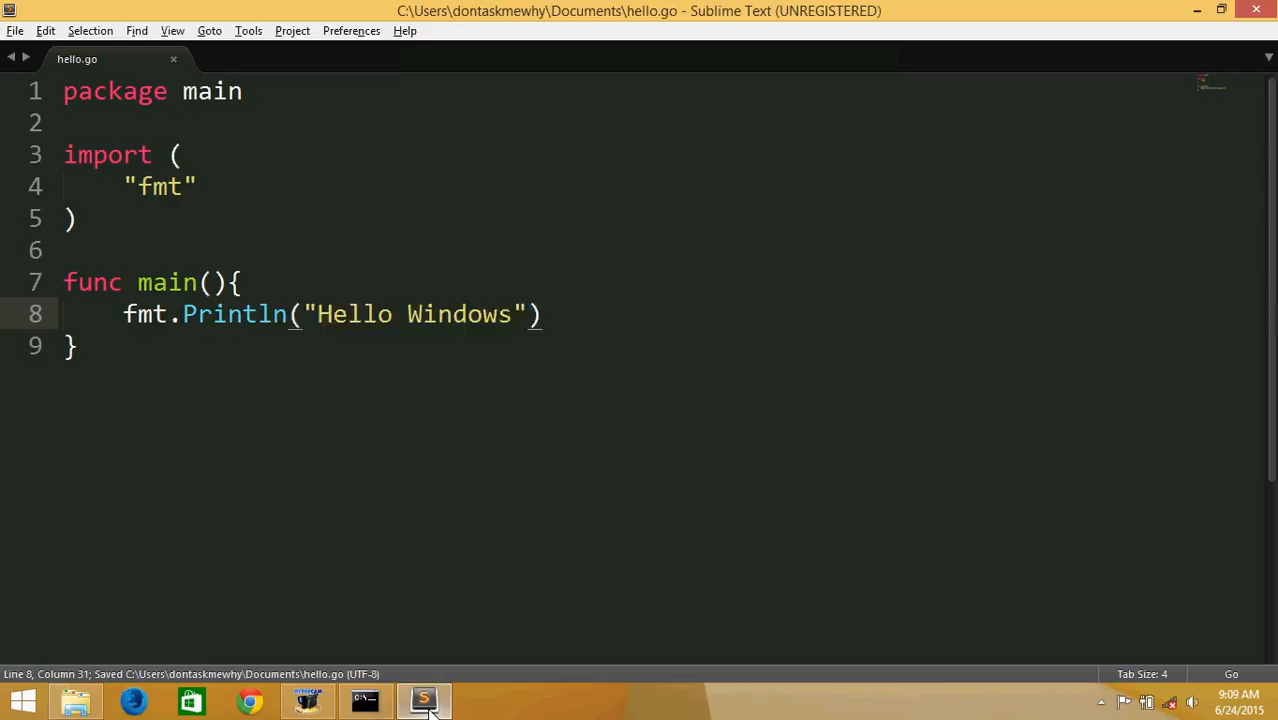 C:\Users\dontaskmewhy\Documents\hello.go - Sublime Text (UNREGISTERED)
File Edit Selection Find View Goto Tools Project Preferences Help
hello.go
1 package main
2
3 import (
4 "fmt"
5 )
6
7 func main(){
8 fmt.Println("Hello Windows")
9 }
Line 8, Column 31; Saved C:\Users\dontaskmewhy\Documents\hello.go (UTF-8) Tab Size: 4 Go
HYPERCAM
C:\_
S
9:09 AM
6/24/2015